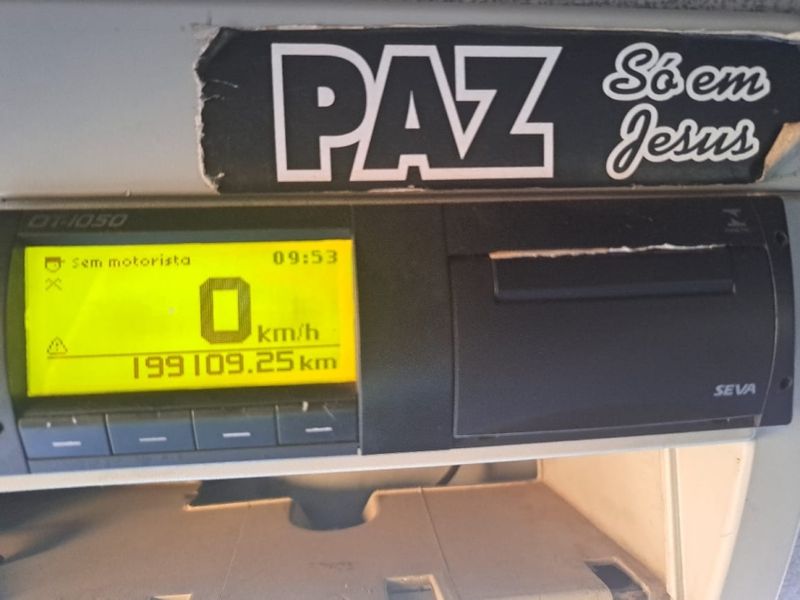 PAZ
Só em
Jesus
DT-1050
Sem motorista 09:53
0 km/h
199109.25 km
SEVA